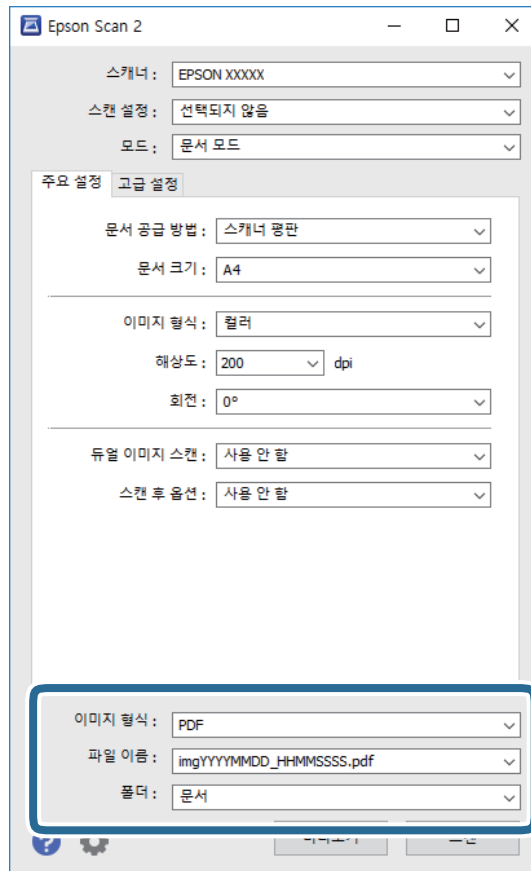 Epson Scan 2
스캐너 : EPSON XXXXX
스캔 설정 : 선택되지 않음
모드 : 문서 모드
주요 설정 고급 설정
문서 공급 방법 : 스캐너 평판
문서 크기 : A4
이미지 형식 : 컬러
해상도 : 200 dpi
회전 : 0°
듀얼 이미지 스캔 : 사용 안 함
스캔 후 옵션 : 사용 안 함
이미지 형식 : PDF
파일 이름 : imgYYYYMMDD_HHMMSSSS.pdf
폴더 : 문서
?